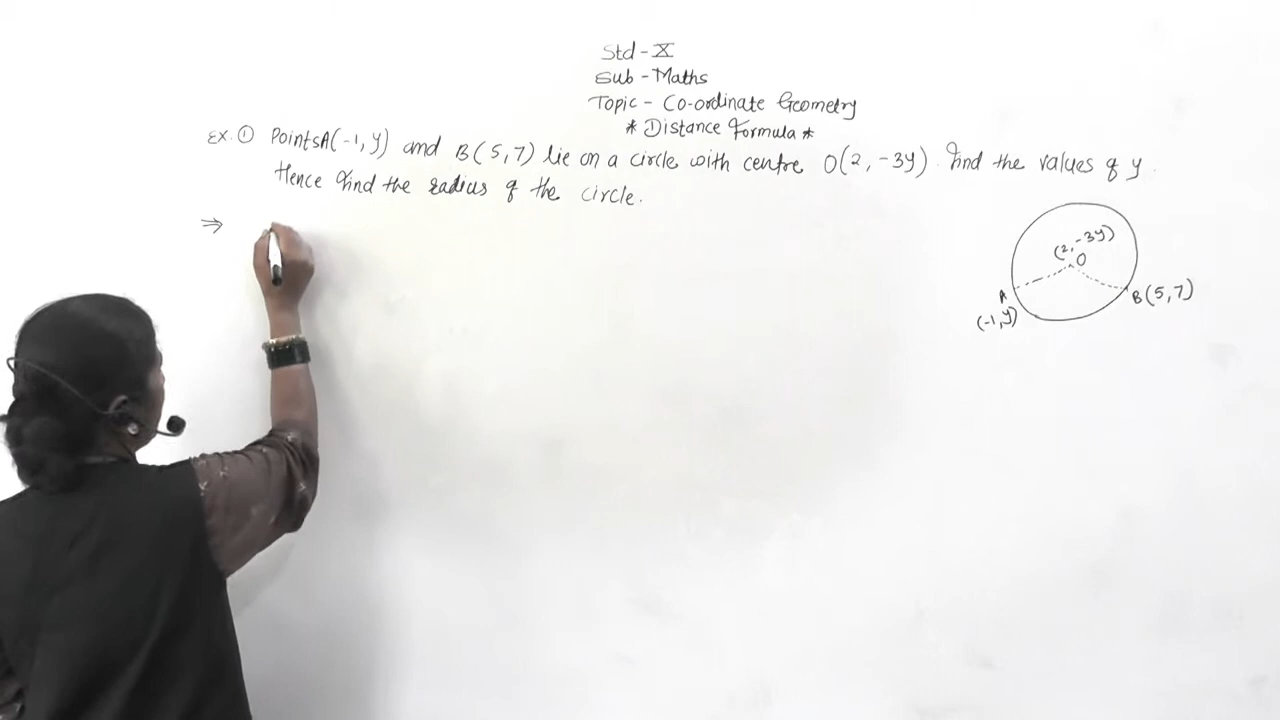 Std - X
Sub - Maths
Topic - Co-ordinate Geometry
* Distance Formula *
Ex. ① Points A(-1, y) and B(5, 7) lie on a circle with centre O(2, -3y). Find the values of y.
Hence find the radius of the circle.
⇒
(2, -3y)
O
A
(-1, y)
B(5, 7)